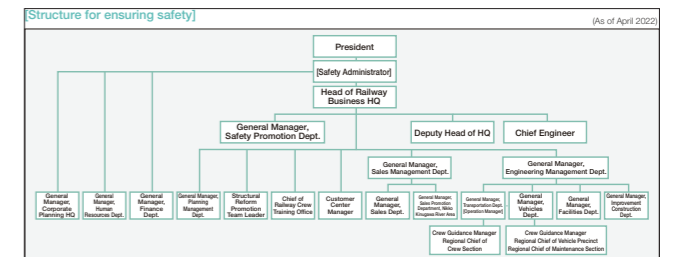 [Structure for ensuring safety]
(As of April 2022)
President
[Safety Administrator]
Head of Railway
Business HQ
General Manager,
Safety Promotion Dept.
Deputy Head of HQ
Chief Engineer
General Manager,
Sales Management Dept.
General Manager,
Engineering Management Dept.
General
Manager,
Corporate
Planning HQ
General
Manager,
Human
Resources Dept.
General
Manager,
Finance
Dept.
General Manager,
Planning
Management
Dept.
Structural
Reform
Promotion
Team Leader
Chief of
Railway Crew
Training Office
Customer
Center
Manager
General
Manager,
Sales Dept.
General Manager,
Sales Promotion
Department, Nikko
Kinugawa River Area
General Manager,
Transportation Dept.
[Operation Manager]
General
Manager,
Vehicles
Dept.
General
Manager,
Facilities Dept.
General Manager,
Improvement
Construction
Dept.
Crew Guidance Manager
Regional Chief of
Crew Section
Crew Guidance Manager
Regional Chief of Vehicle Precinct
Regional Chief of Maintenance Section